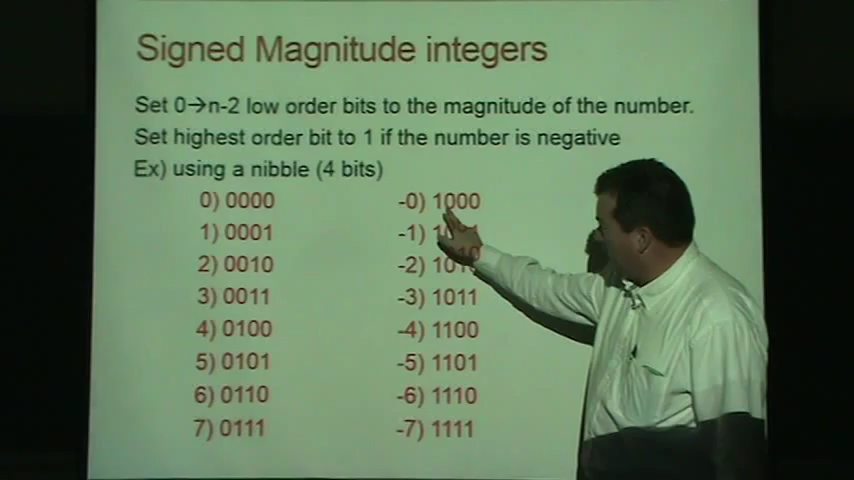 Signed Magnitude integers
Set 0→n-2 low order bits to the magnitude of the number.
Set highest order bit to 1 if the number is negative
Ex) using a nibble (4 bits)
0) 0000 -0) 1000
1) 0001 -1)
2) 0010 -2) 1010
3) 0011 -3) 1011
4) 0100 -4) 1100
5) 0101 -5) 1101
6) 0110 -6) 1110
7) 0111 -7) 1111